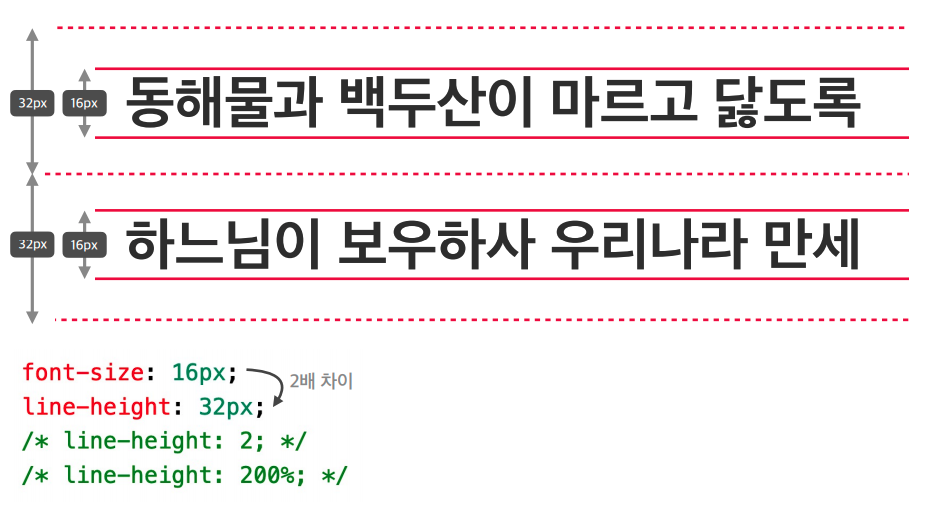 32px 16px 동해물과 백두산이 마르고 닳도록
32px 16px 하느님이 보우하사 우리나라 만세
font-size: 16px; 2배 차이
line-height: 32px;
/* line-height: 2; */
/* line-height: 200%; */